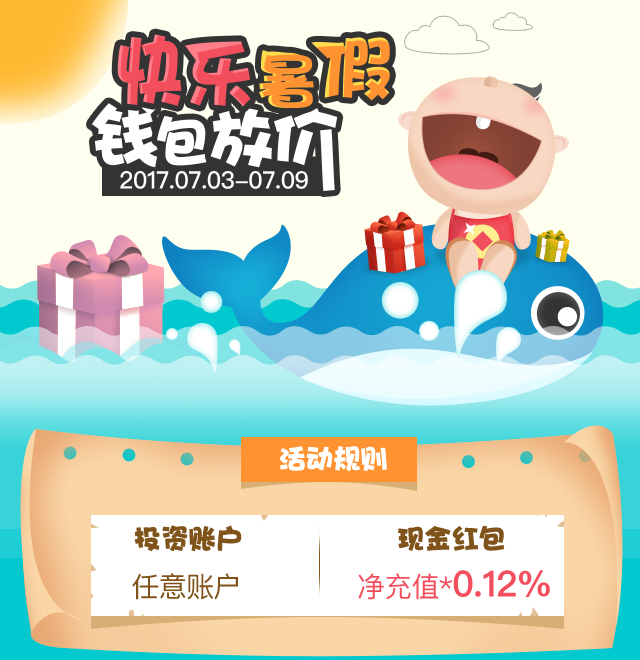 快乐暑假
钱包放价
2017.07.03-07.09
活动规则
投资账户 现金红包
任意账户 净充值*0.12%